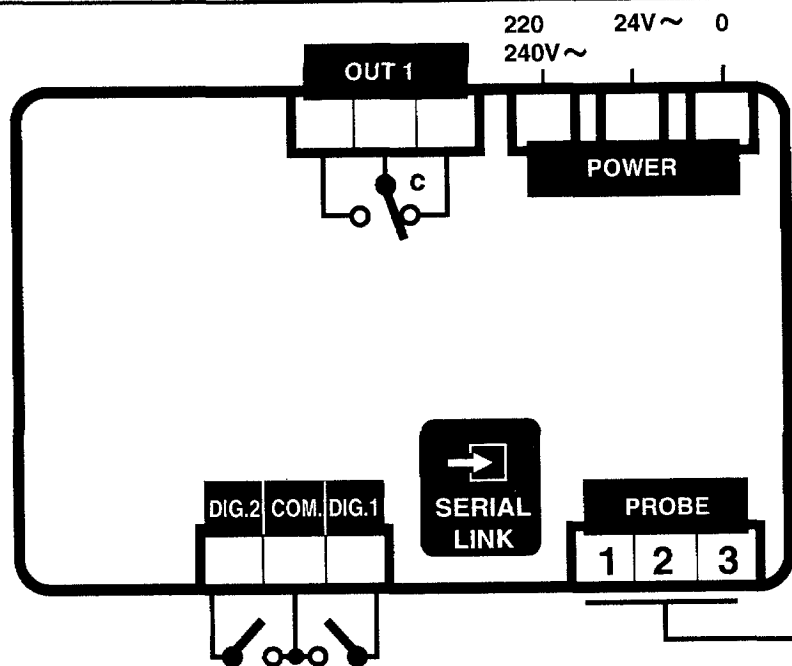 220
240V~
24V~
0
OUT 1
POWER
C
DIG.2 COM. DIG.1
SERIAL
LINK
PROBE
1 2 3